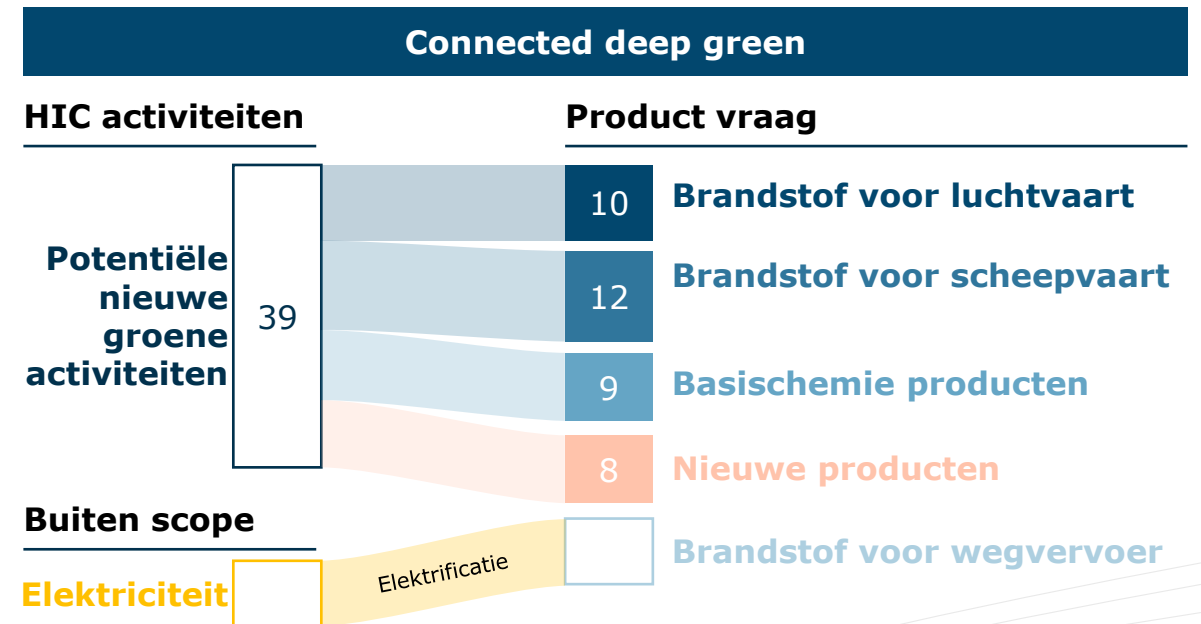 Connected deep green
HIC activiteiten
Product vraag
Potentiële
nieuwe
groene
activiteiten
39
10
Brandstof voor luchtvaart
12
Brandstof voor scheepvaart
9
Basischemie producten
8
Nieuwe producten
Buiten scope
Elektriciteit
Elektrificatie
Brandstof voor wegvervoer